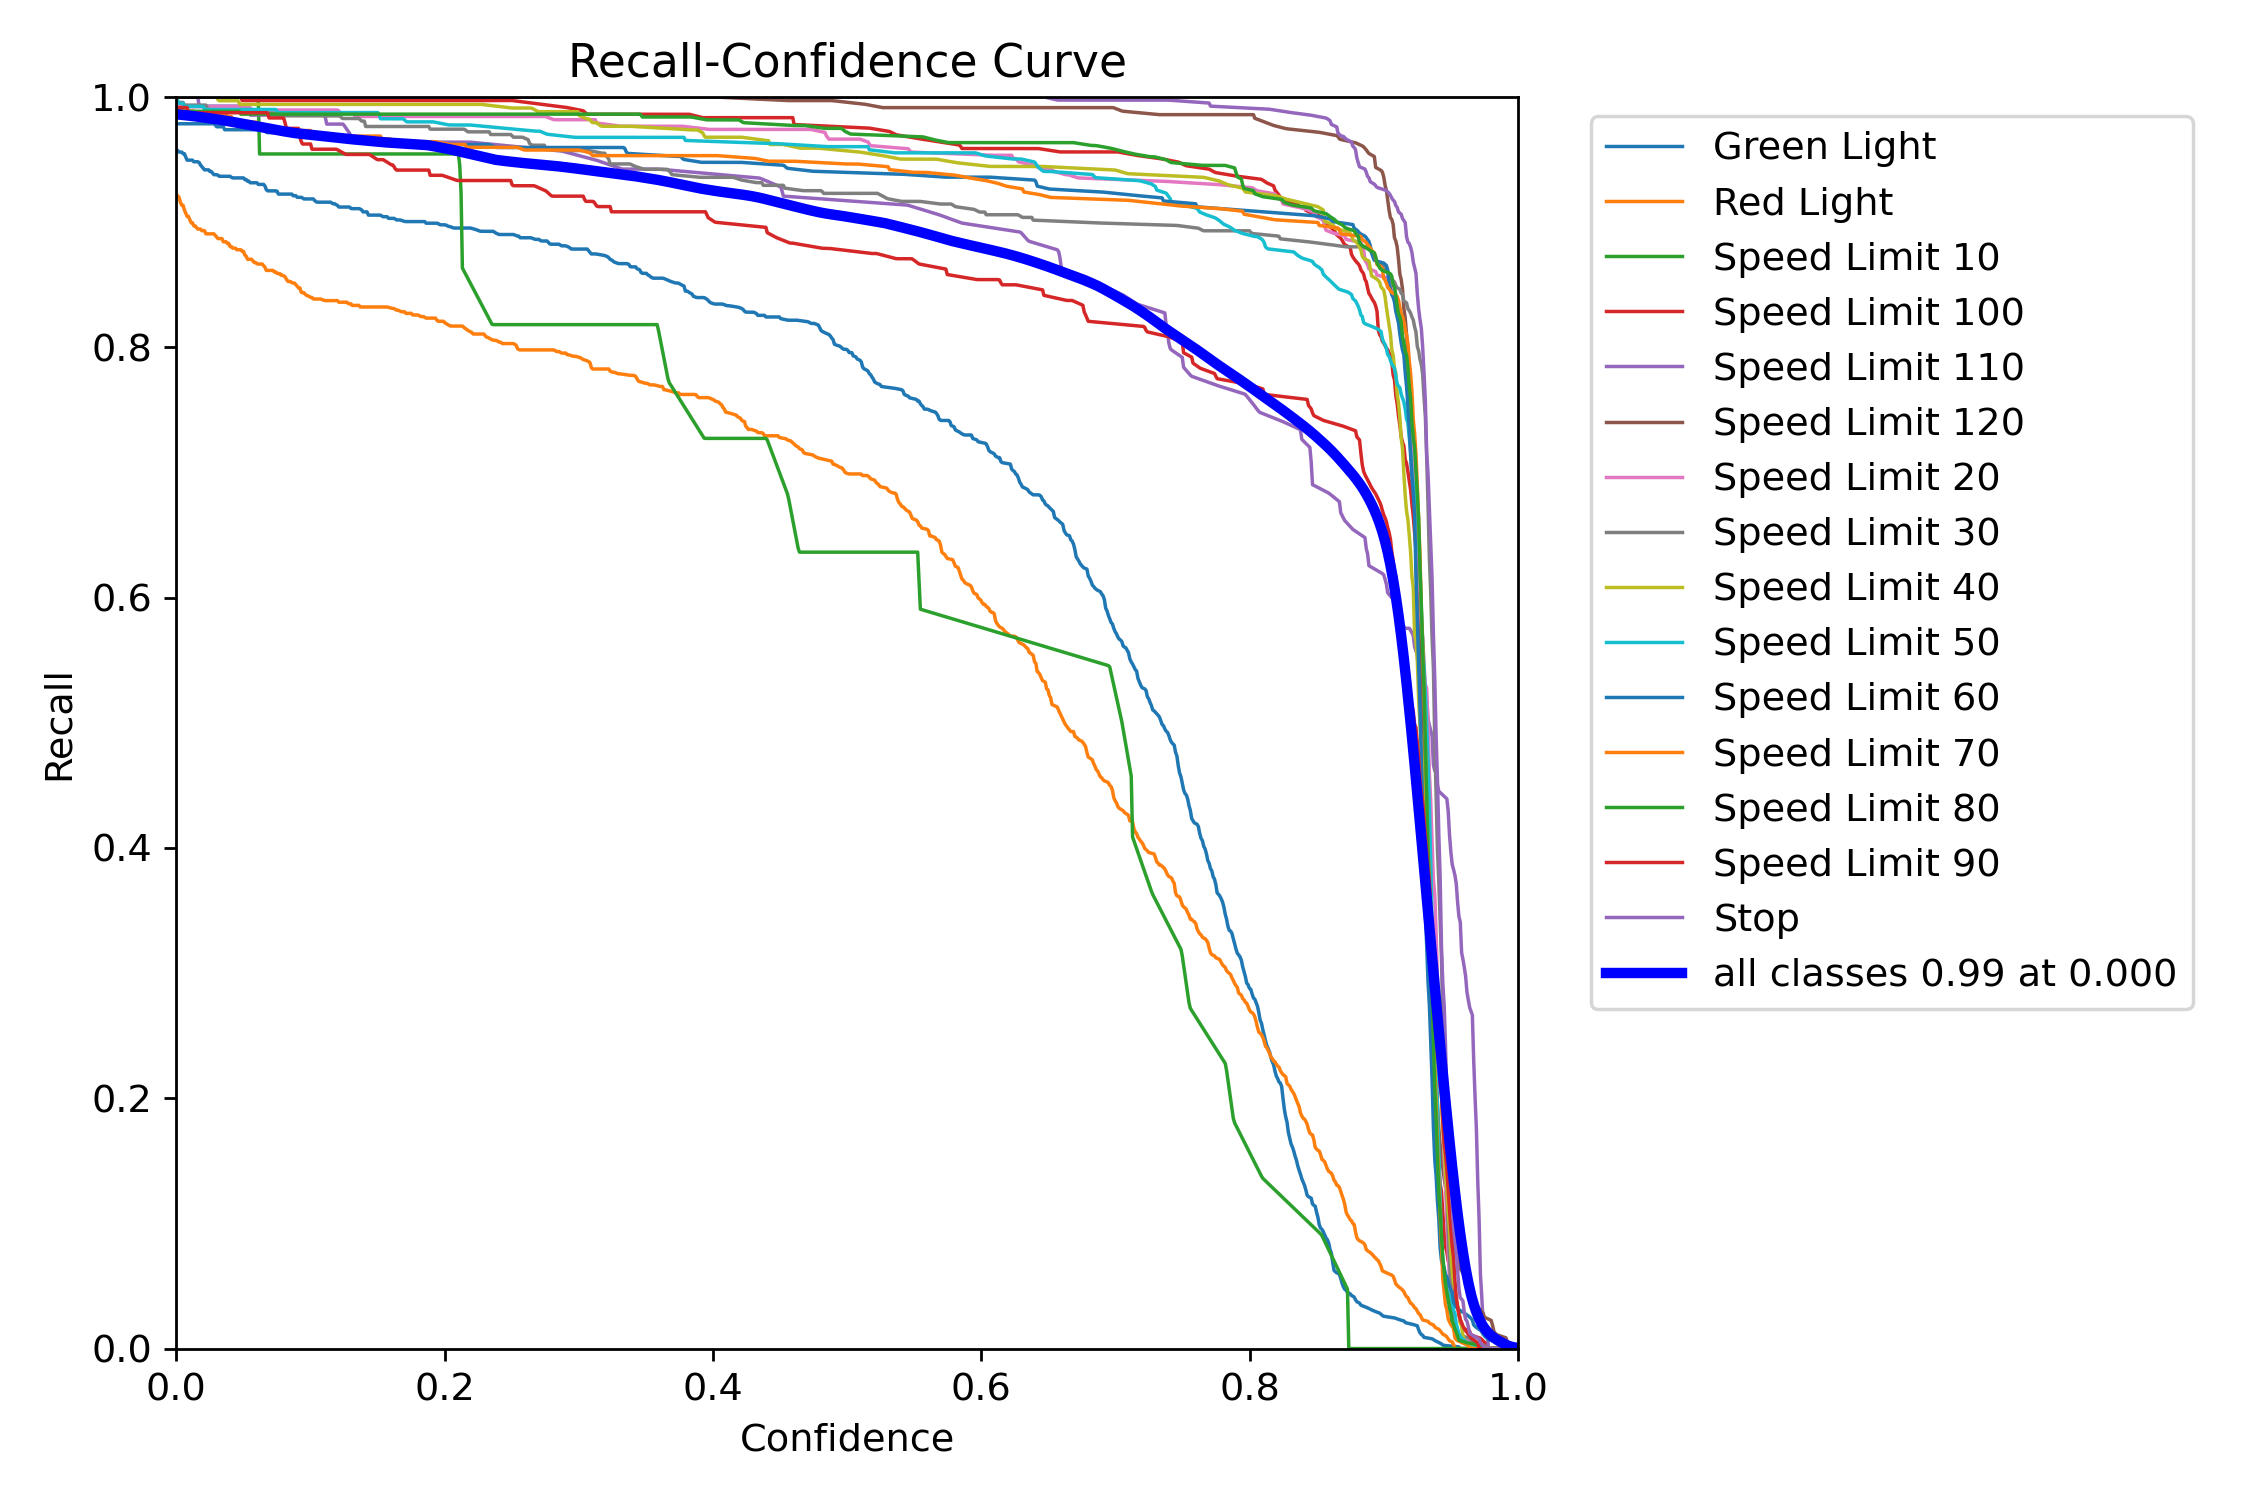 Recall-Confidence Curve
1.0
0.8
0.6
0.4
0.2
0.0
Recall
0.0 0.2 0.4 0.6 0.8 1.0
Confidence
Green Light
Red Light
Speed Limit 10
Speed Limit 100
Speed Limit 110
Speed Limit 120
Speed Limit 20
Speed Limit 30
Speed Limit 40
Speed Limit 50
Speed Limit 60
Speed Limit 70
Speed Limit 80
Speed Limit 90
Stop
all classes 0.99 at 0.000